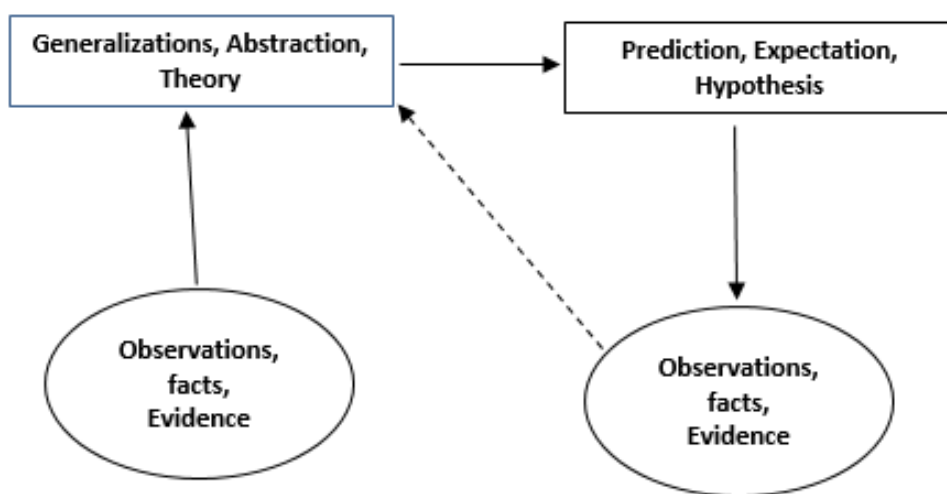 Generalizations, Abstraction,
Theory
Prediction, Expectation,
Hypothesis
Observations,
facts,
Evidence
Observations,
facts,
Evidence